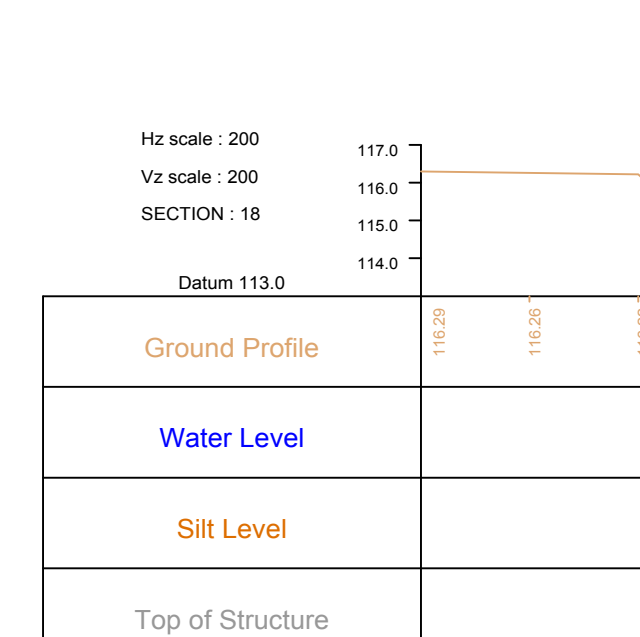 Hz scale : 200
Vz scale : 200
SECTION : 18
117.0
116.0
115.0
114.0
Datum 113.0
Ground Profile
116.29
116.26
Water Level
Silt Level
Top of Structure